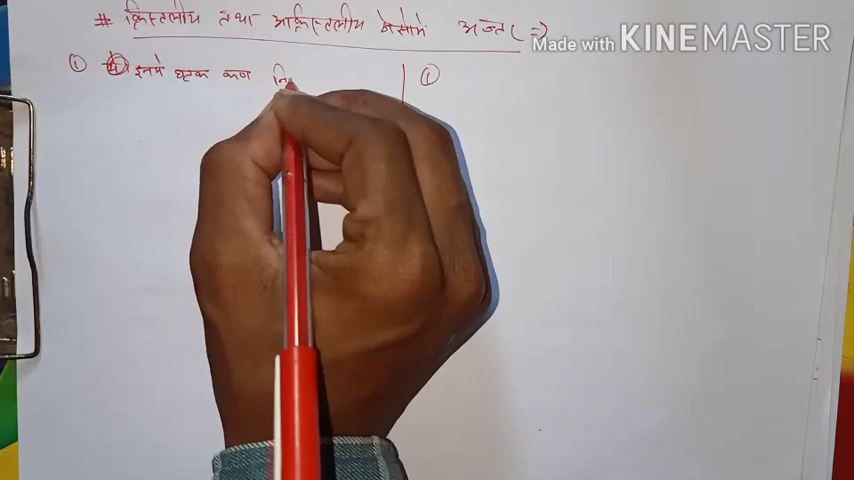 # क्रिस्टलीय तथा अक्रिस्टलीय ठोसोमे अन्तर =)
Made with KINEMASTER
① इनमे घटक कण नि ①